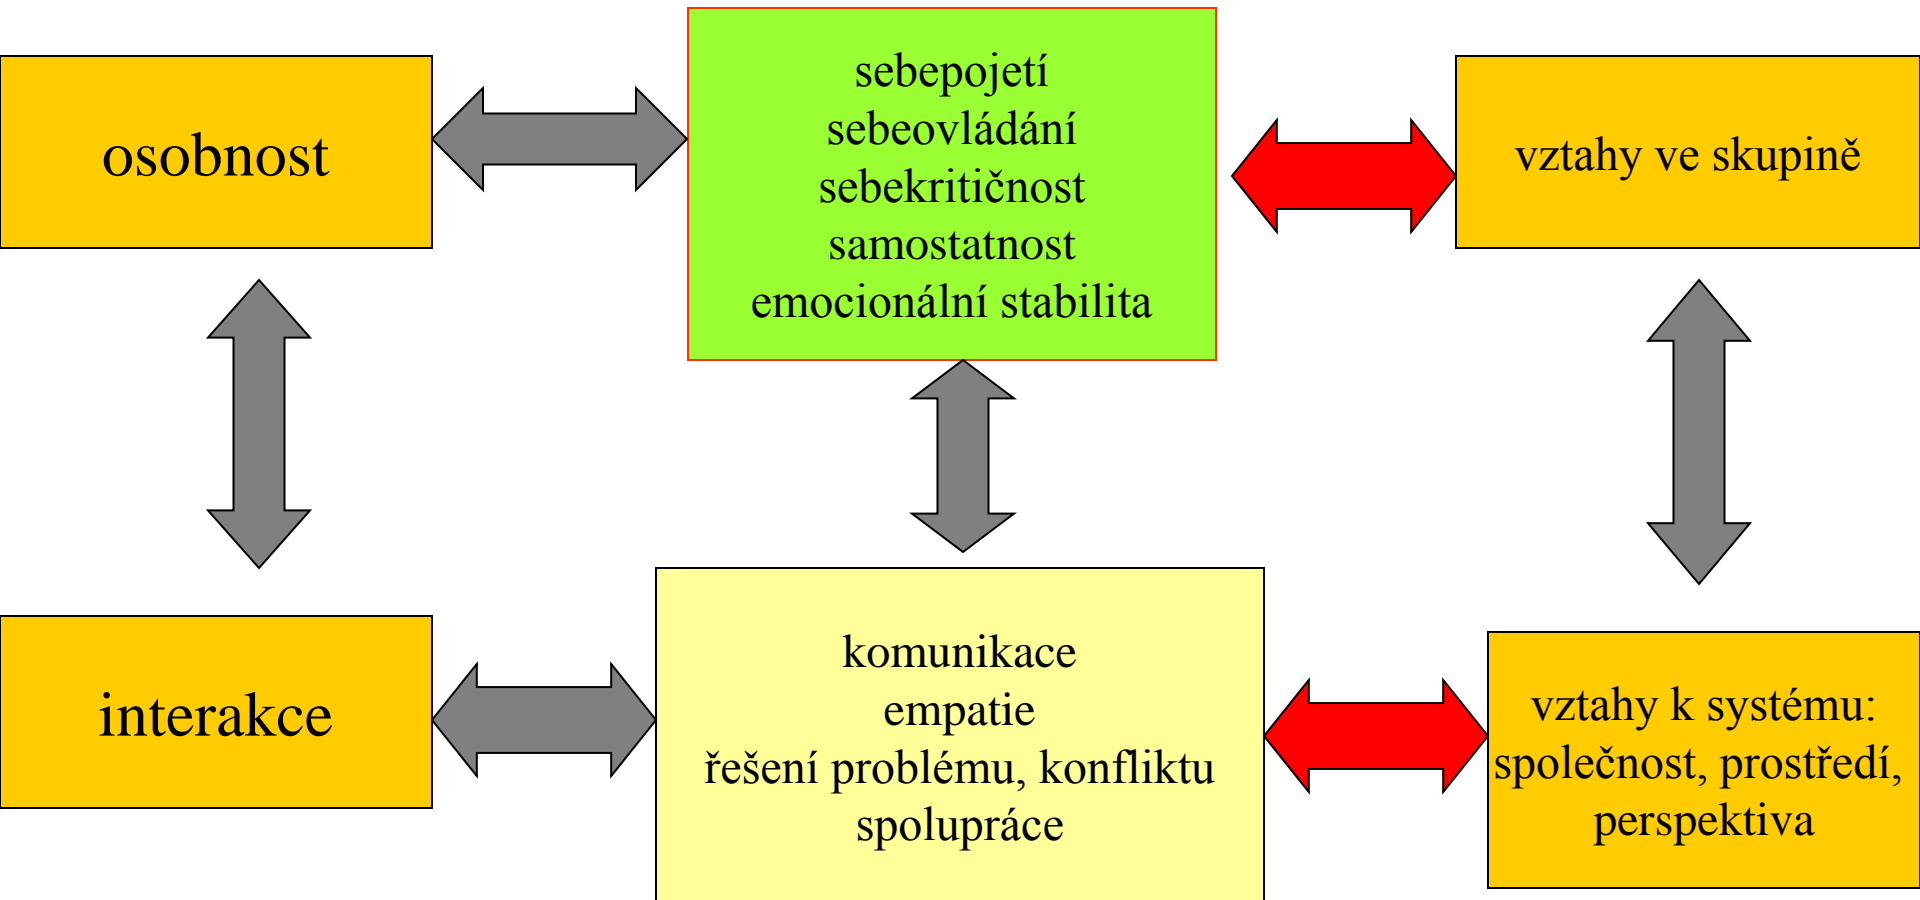 osobnost
sebepojetí
sebeovládání
sebekritičnost
samostatnost
emocionální stabilita
vztahy ve skupině
interakce
komunikace
empatie
řešení problému, konfliktu
spolupráce
vztahy k systému:
společnost, prostředí,
perspektiva